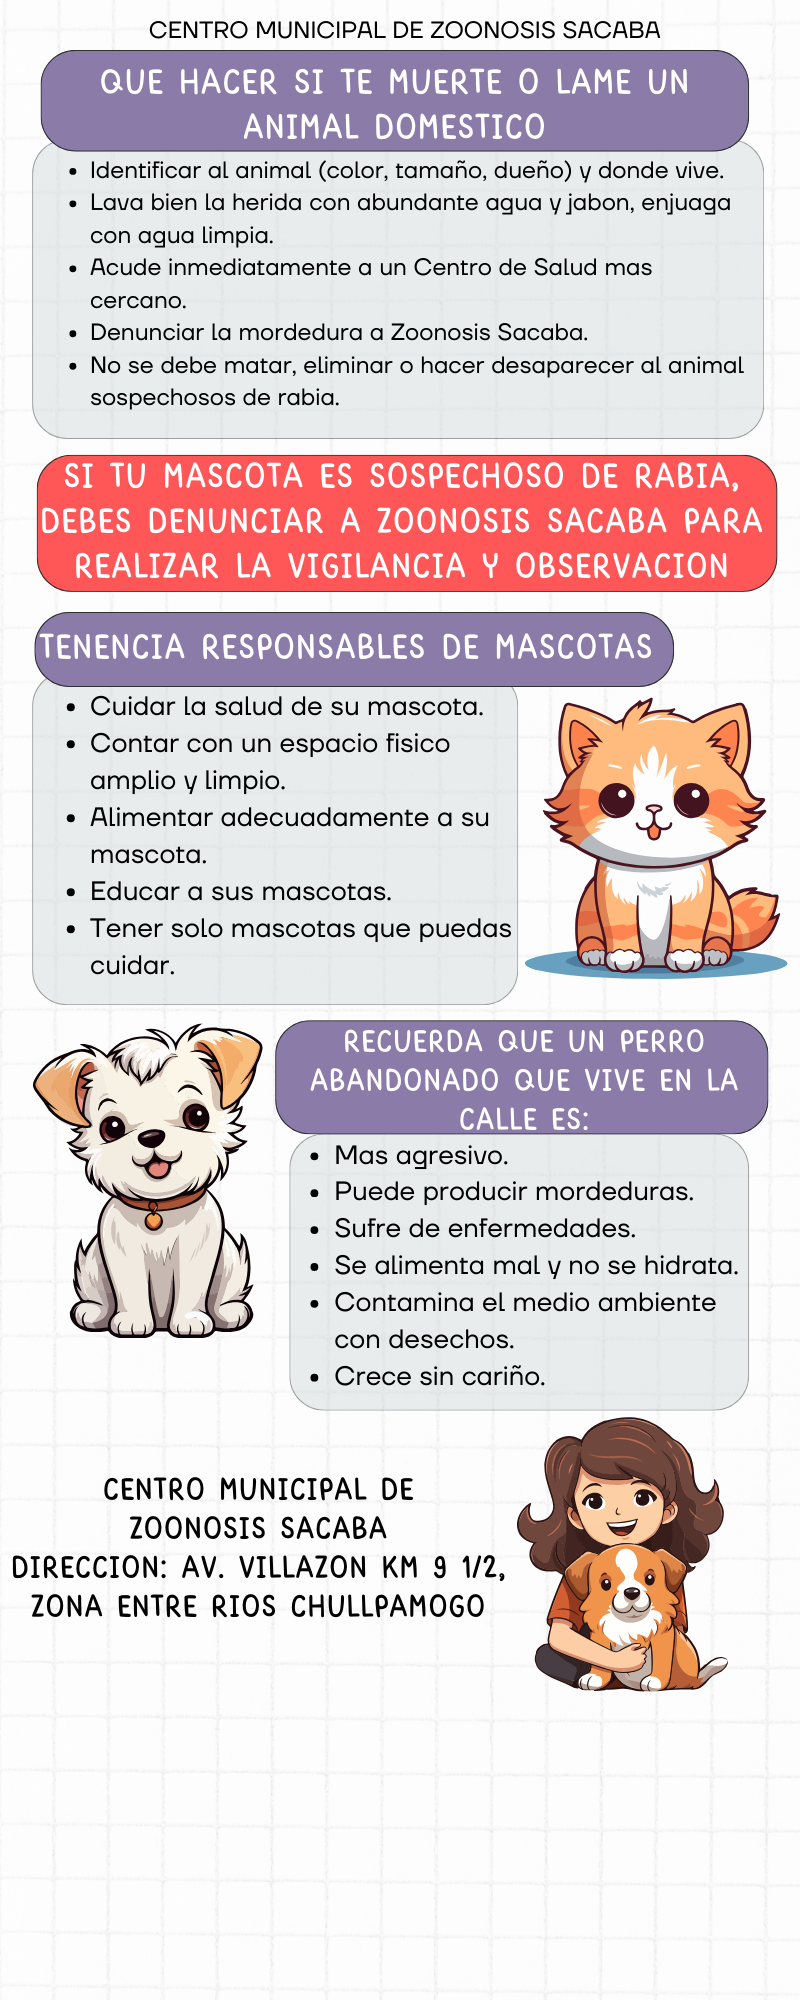 CENTRO MUNICIPAL DE ZOONOSIS SACABA
QUE HACER SI TE MUERTE O LAME UN
ANIMAL DOMESTICO
• Identificar al animal (color, tamaño, dueño) y donde vive.
• Lava bien la herida con abundante agua y jabon, enjuaga
con agua limpia.
• Acude inmediatamente a un Centro de Salud mas
cercano.
• Denunciar la mordedura a Zoonosis Sacaba.
• No se debe matar, eliminar o hacer desaparecer al animal
sospechosos de rabia.
SI TU MASCOTA ES SOSPECHOSO DE RABIA,
DEBES DENUNCIAR A ZOONOSIS SACABA PARA
REALIZAR LA VIGILANCIA Y OBSERVACION
TENENCIA RESPONSABLES DE MASCOTAS
• Cuidar la salud de su mascota.
• Contar con un espacio fisico
amplio y limpio.
• Alimentar adecuadamente a su
mascota.
• Educar a sus mascotas.
• Tener solo mascotas que puedas
cuidar.
RECUERDA QUE UN PERRO
ABANDONADO QUE VIVE EN LA
CALLE ES:
• Mas agresivo.
• Puede producir mordeduras.
• Sufre de enfermedades.
• Se alimenta mal y no se hidrata.
• Contamina el medio ambiente
con desechos.
• Crece sin cariño.
CENTRO MUNICIPAL DE
ZOONOSIS SACABA
DIRECCION: AV. VILLAZON KM 9 1/2,
ZONA ENTRE RIOS CHULLPAMOGO